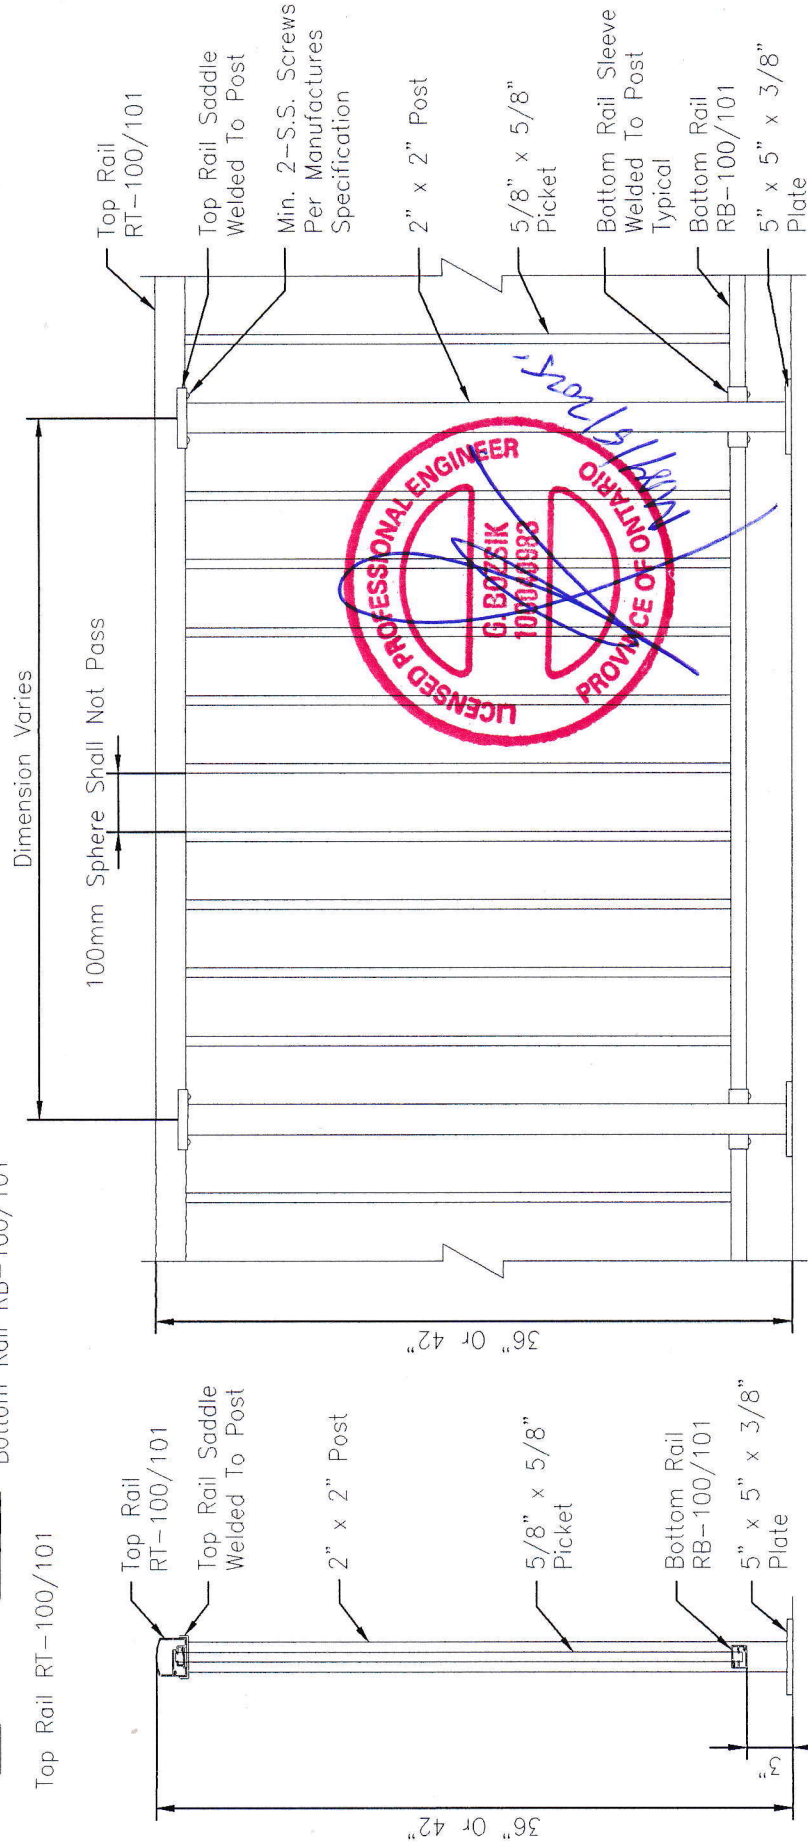 Bottom Rail RB-100/101
Top Rail RT-100/101
Top Rail
RT-100/101
Top Rail Saddle
Welded To Post
2" x 2" Post
5/8" x 5/8"
Picket
Bottom Rail
RB-100/101
5" x 5" x 3/8"
Plate
36" Or 42"
3"
Dimension Varies
100mm Sphere Shall Not Pass
36" Or 42"
Top Rail
RT-100/101
Top Rail Saddle
Welded To Post
Min. 2-S.S. Screws
Per Manufactures
Specification
2" x 2" Post
5/8" x 5/8"
Picket
Bottom Rail Sleeve
Welded To Post
Typical
Bottom Rail
RB-100/101
5" x 5" x 3/8"
Plate
LICENSED PROFESSIONAL ENGINEER
G. BOZSIK
PROVINCE OF ONTARIO